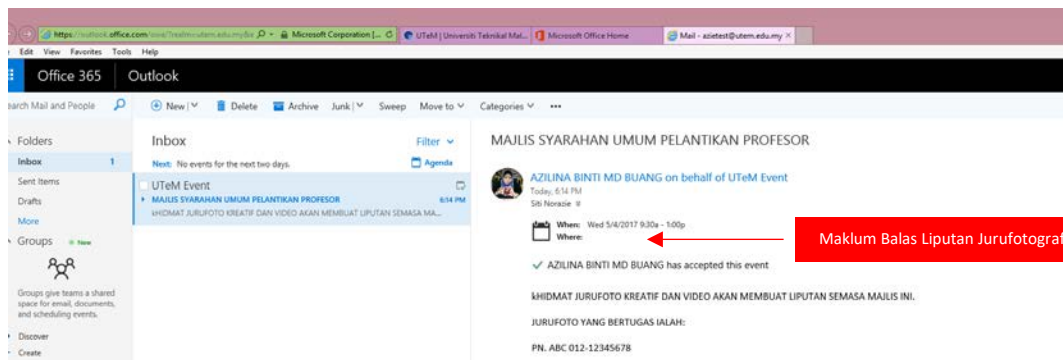 https://outlook.office.com/owa/?realm=utem.edu.my&e
Microsoft Corporation [...
UTeM | Universiti Teknikal Mal...
Microsoft Office Home
Mail - azietest@utem.edu.my
Edit View Favorites Tools Help
Office 365 Outlook
Search Mail and People
New Delete Archive Junk Sweep Move to Categories •••
Folders
Inbox 1
Sent Items
Drafts
More
Groups New
Groups give teams a shared
space for email, documents,
and scheduling events.
Discover
Create
Inbox Filter
Next: No events for the next two days. Agenda
UTeM Event
MAJLIS SYARAHAN UMUM PELANTIKAN PROFESOR 6:14 PM
kHIDMAT JURUFOTO KREATIF DAN VIDEO AKAN MEMBUAT LIPUTAN SEMASA MA...
MAJLIS SYARAHAN UMUM PELANTIKAN PROFESOR
AZILINA BINTI MD BUANG on behalf of UTeM Event
Today, 6:14 PM
Siti Norazie
When: Wed 5/4/2017 9:30a - 1:00p
Where:
Maklum Balas Liputan Jurufotograf
AZILINA BINTI MD BUANG has accepted this event
kHIDMAT JURUFOTO KREATIF DAN VIDEO AKAN MEMBUAT LIPUTAN SEMASA MAJLIS INI.
JURUFOTO YANG BERTUGAS IALAH:
PN. ABC 012-12345678